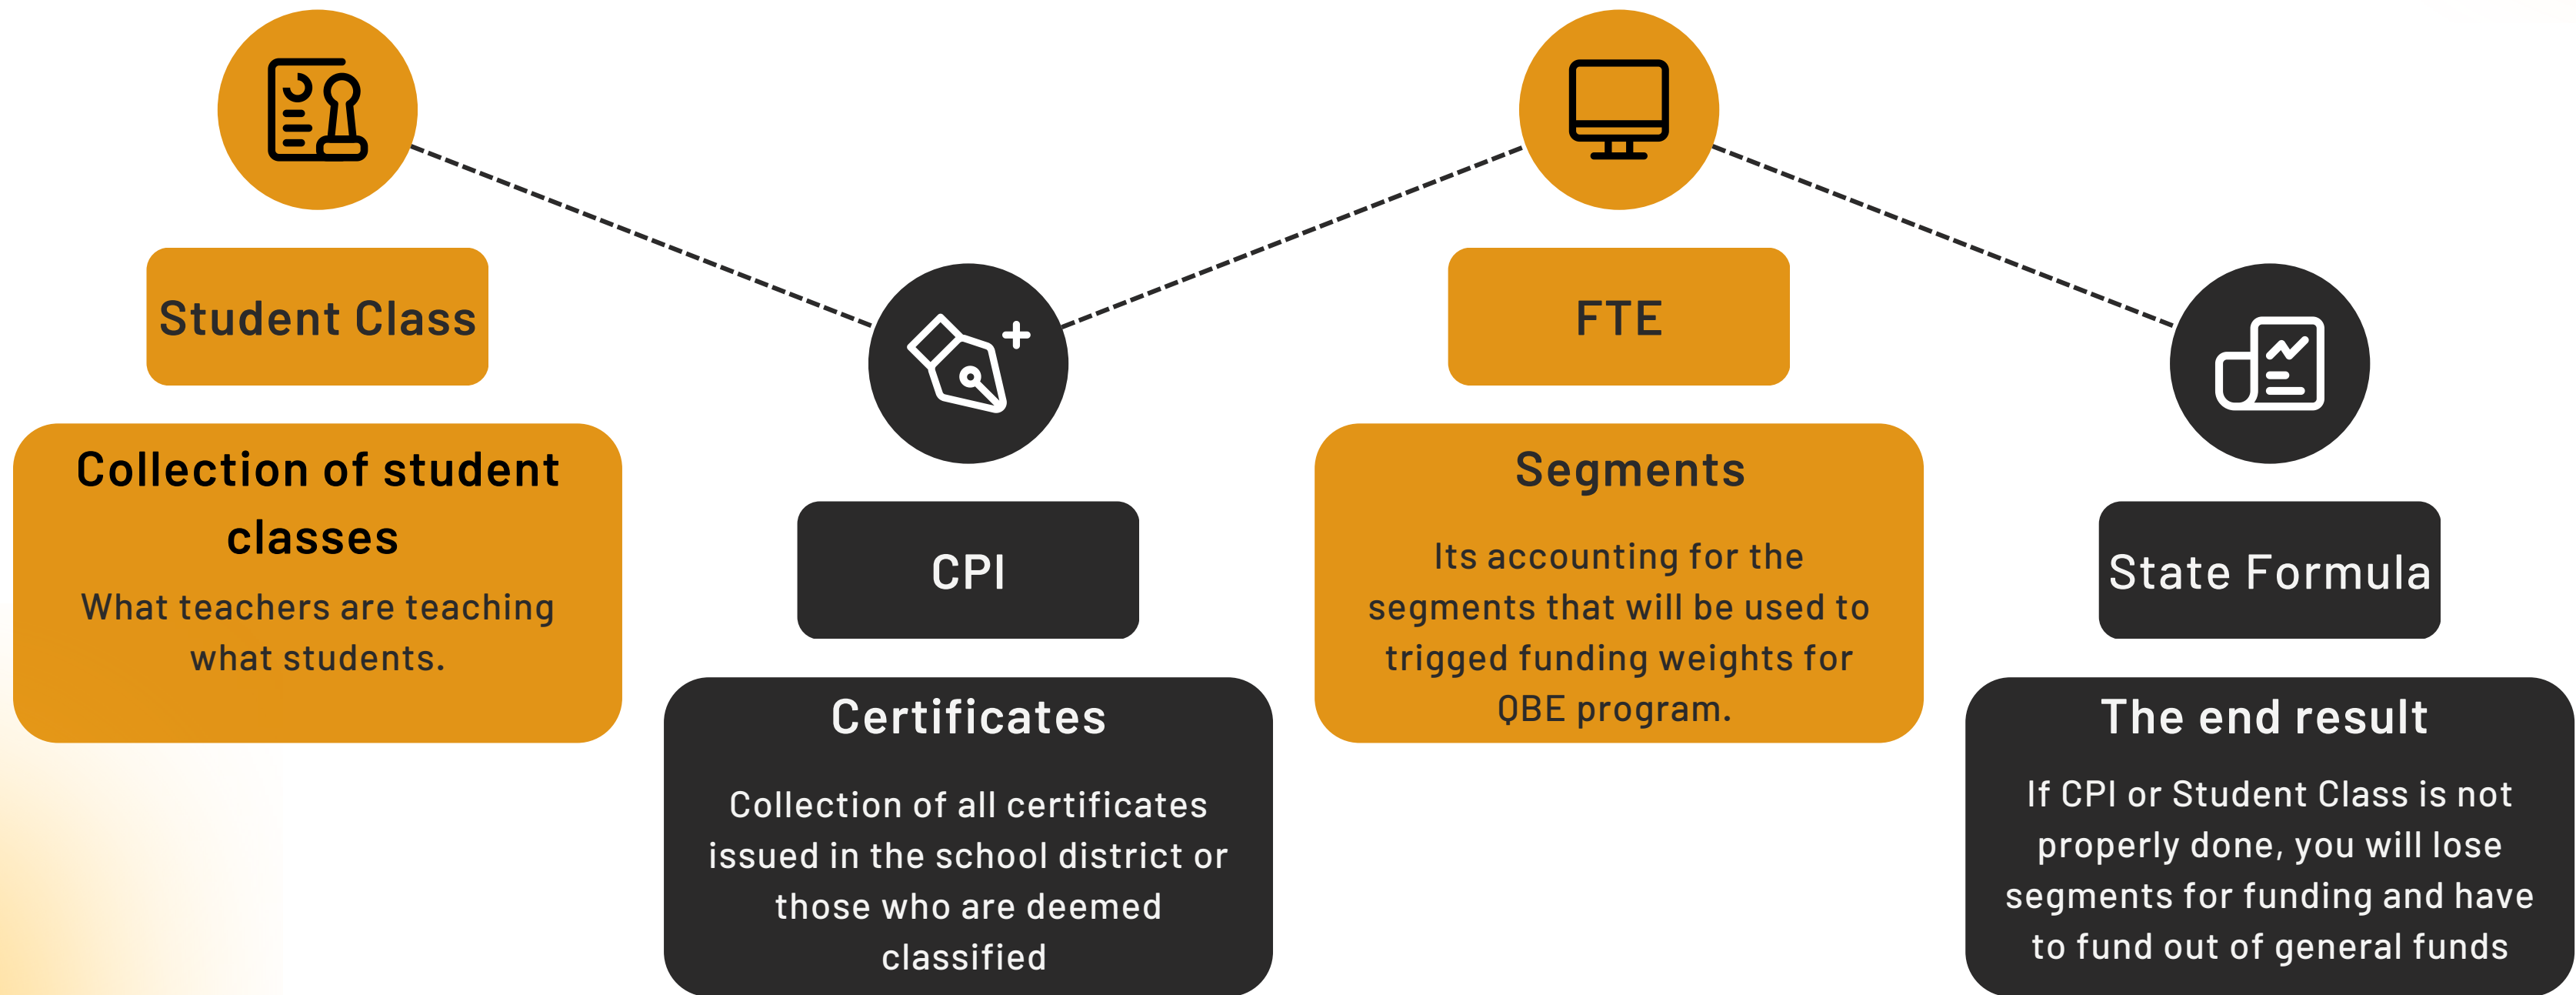 Student Class
Collection of student
classes
What teachers are teaching
what students.
CPI
Certificates
Collection of all certificates
issued in the school district or
those who are deemed
classified
FTE
Segments
Its accounting for the
segments that will be used to
trigged funding weights for
QBE program.
State Formula
The end result
If CPI or Student Class is not
properly done, you will lose
segments for funding and have
to fund out of general funds